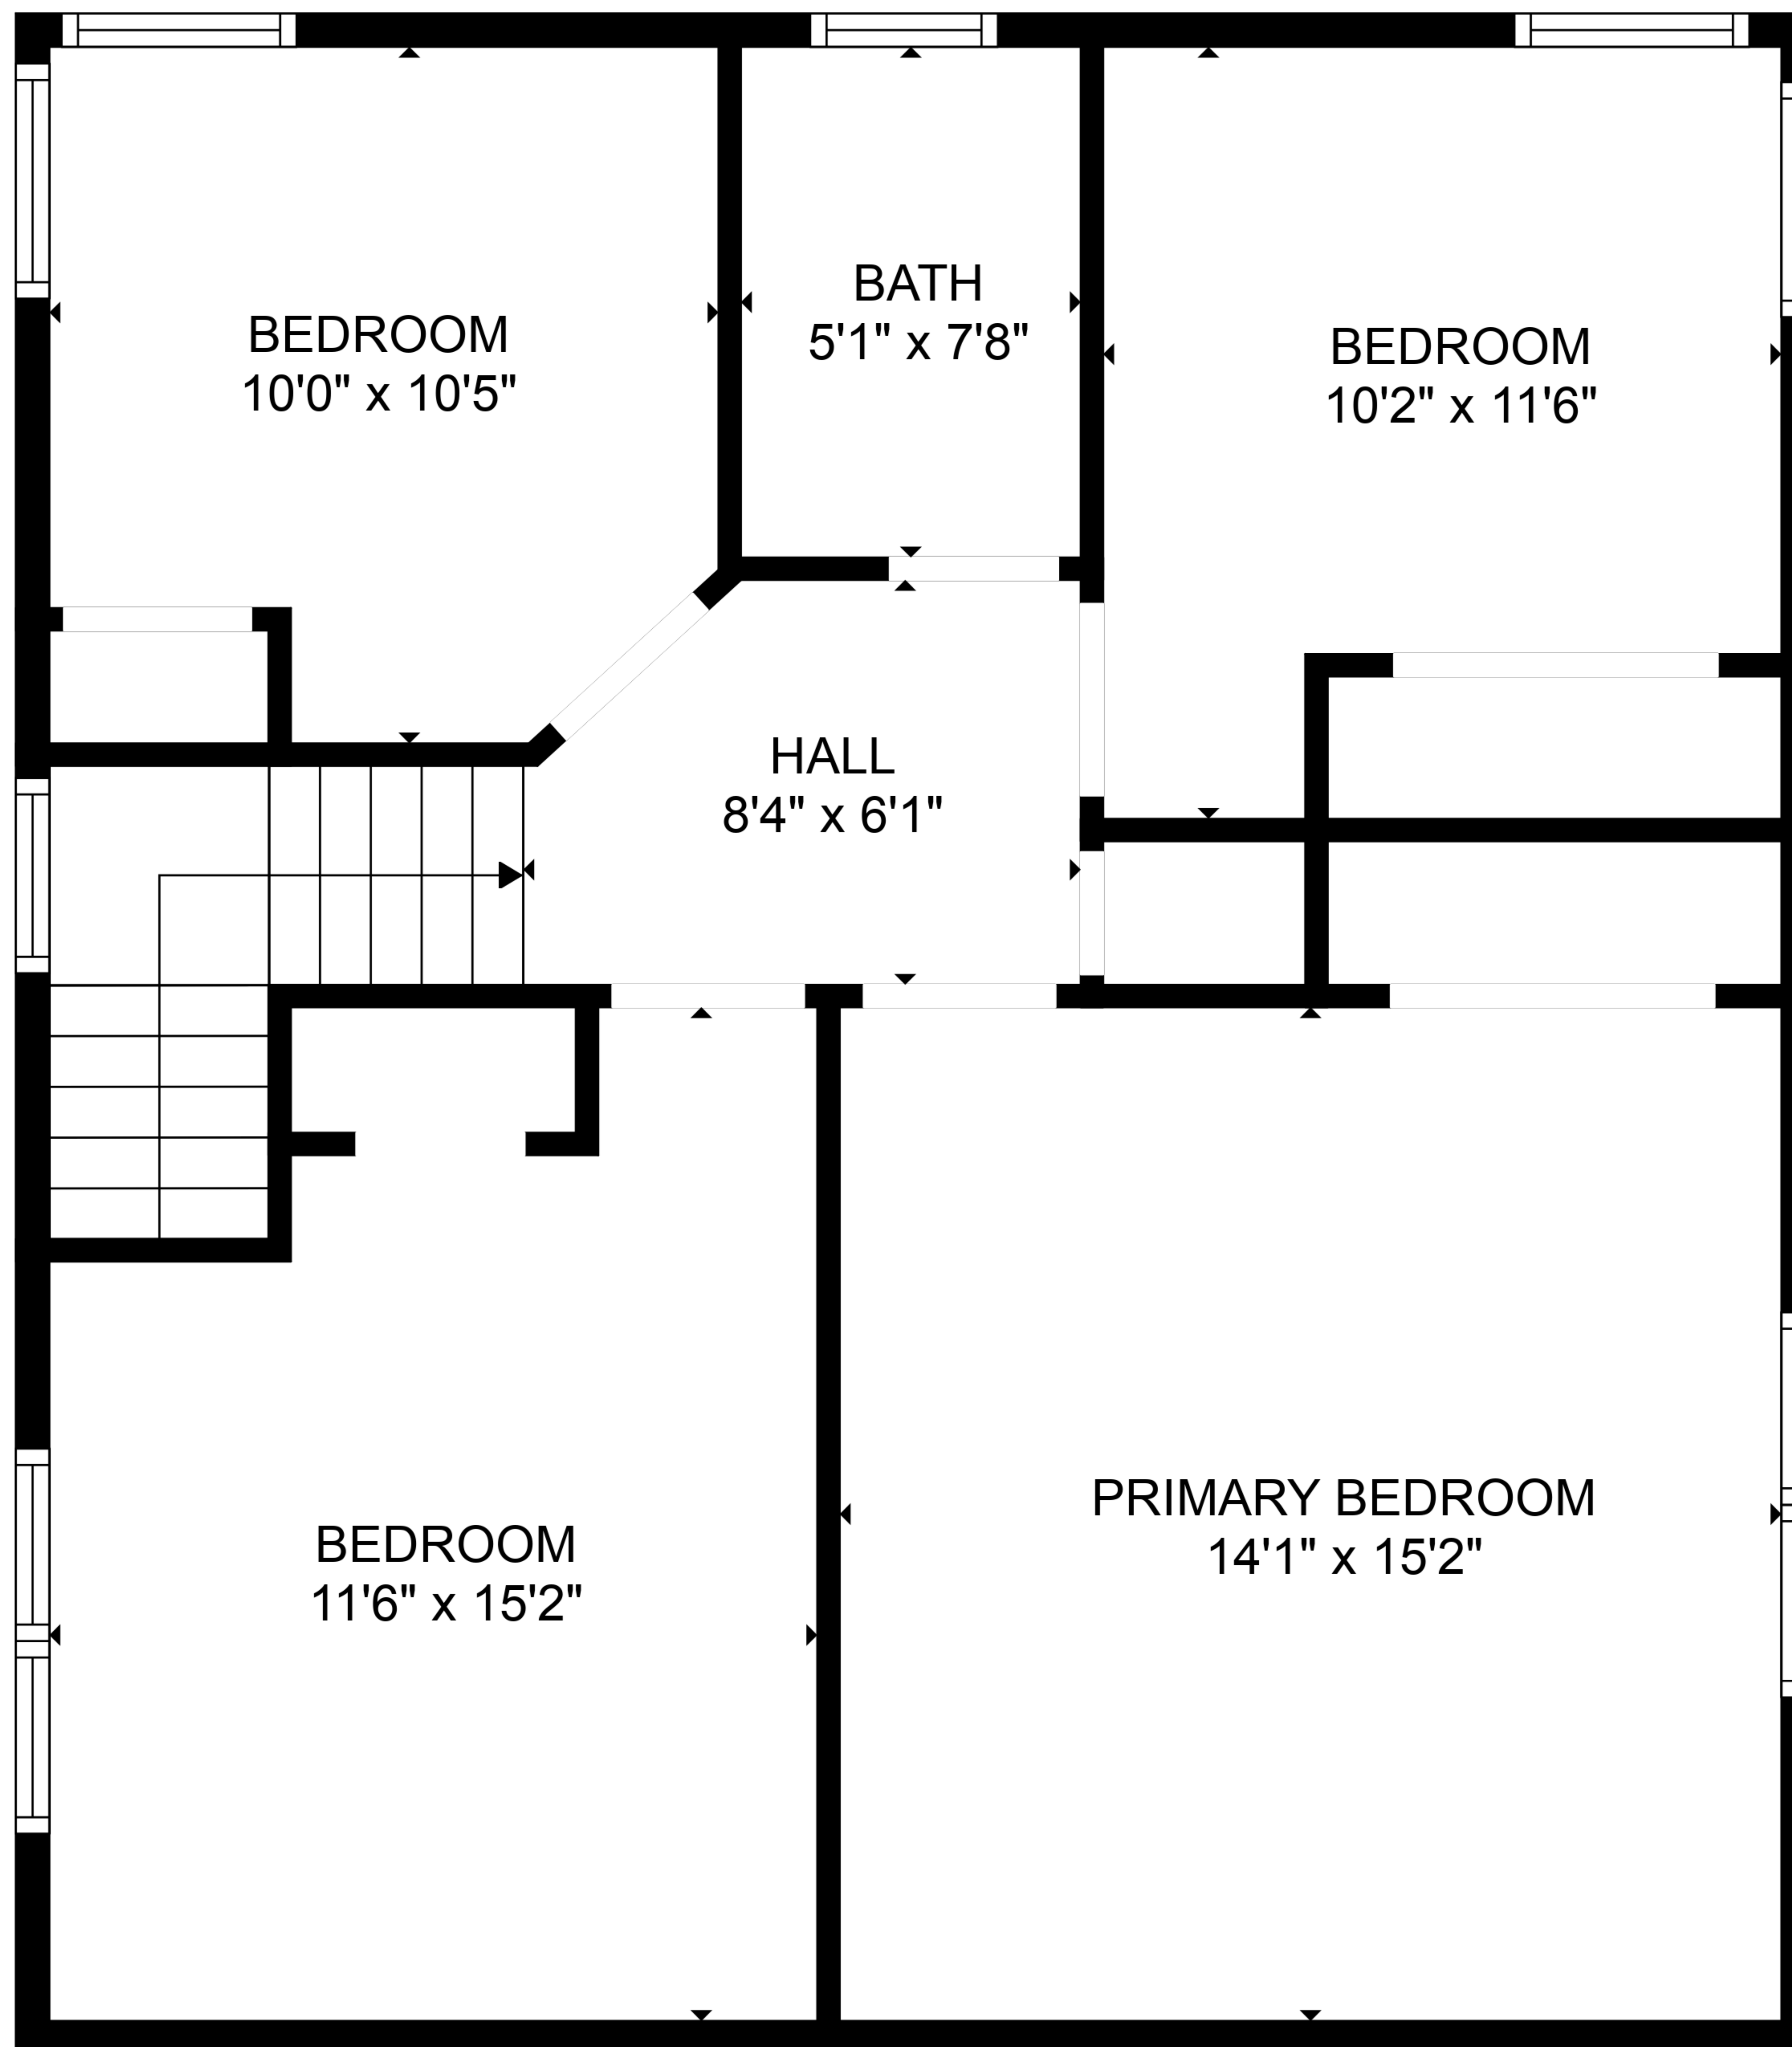 BATH
5'1" x 7'8"
BEDROOM
10'0" x 10'5"
BEDROOM
10'2" x 11'6"
HALL
8'4" x 6'1"
PRIMARY BEDROOM
14'1" x 15'2"
BEDROOM
11'6" x 15'2"